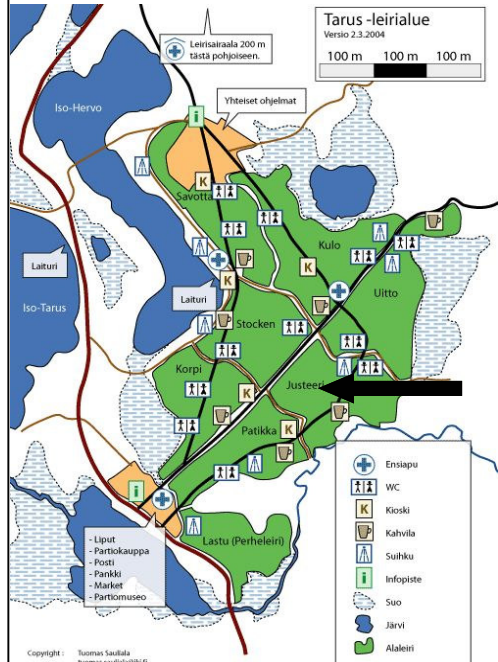 Tarus -leirialue
Versio 2.3.2004
100 m 100 m 100 m
Leirisairaala 200 m
tästä pohjoiseen.
Yhteiset ohjelmat
Iso-Hervo
i
Savotta
K
Kulo
Laituri
Iso-Tarus
Laituri
K
K
Uitto
Stocken
Korpi
Justeeri
K
Patikka
K
i
Lastu (Perheleiri)
- Liput
- Partiokauppa
- Posti
- Pankki
- Market
- Partiomuseo
Ensiapu
WC
K Kioski
Kahvila
Suihku
i Infopiste
Suo
Järvi
Alaleiri
Copyright : Tuomas Sauliala